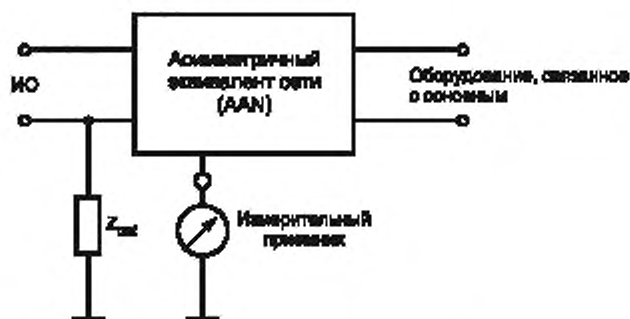 Асимметричный
эквивалент сети
(AAN)
ИО
Оборудование, связанное
с основным
Z
Измерительный
приемник